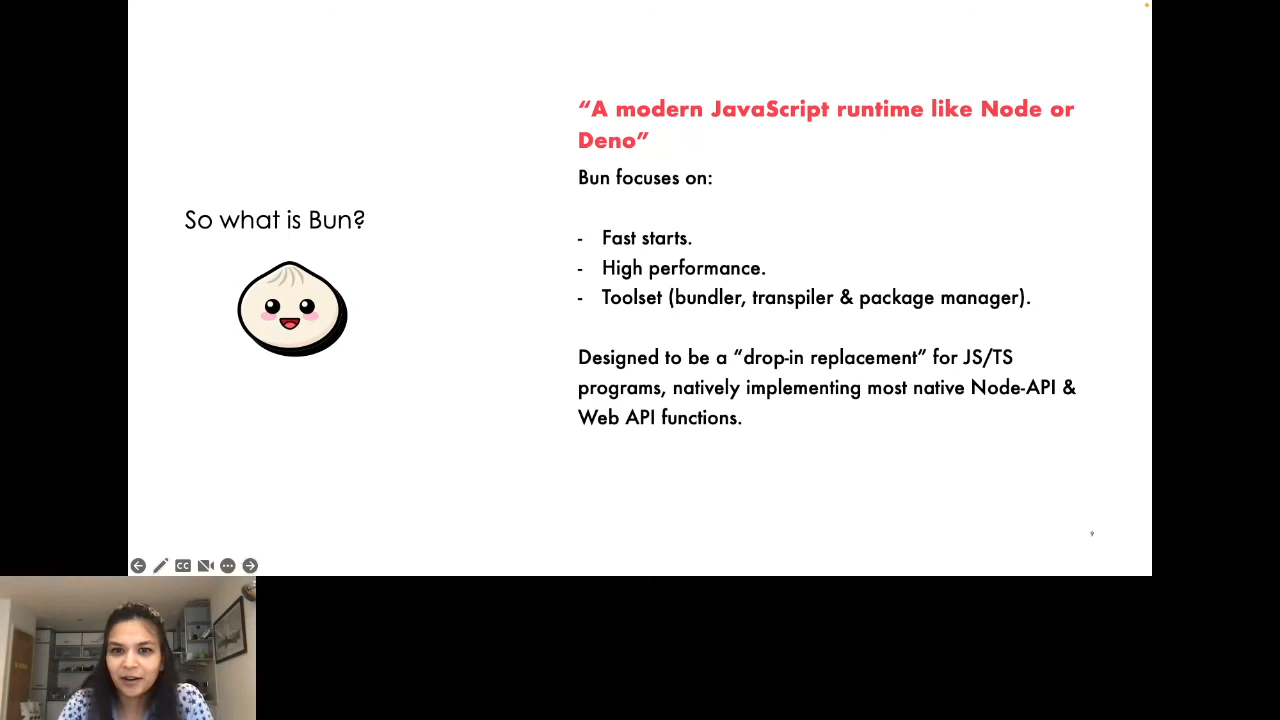 So what is Bun?
“A modern JavaScript runtime like Node or
Deno”
Bun focuses on:
- Fast starts.
- High performance.
- Toolset (bundler, transpiler & package manager).
Designed to be a “drop-in replacement” for JS/TS
programs, natively implementing most native Node-API &
Web API functions.
9
CC